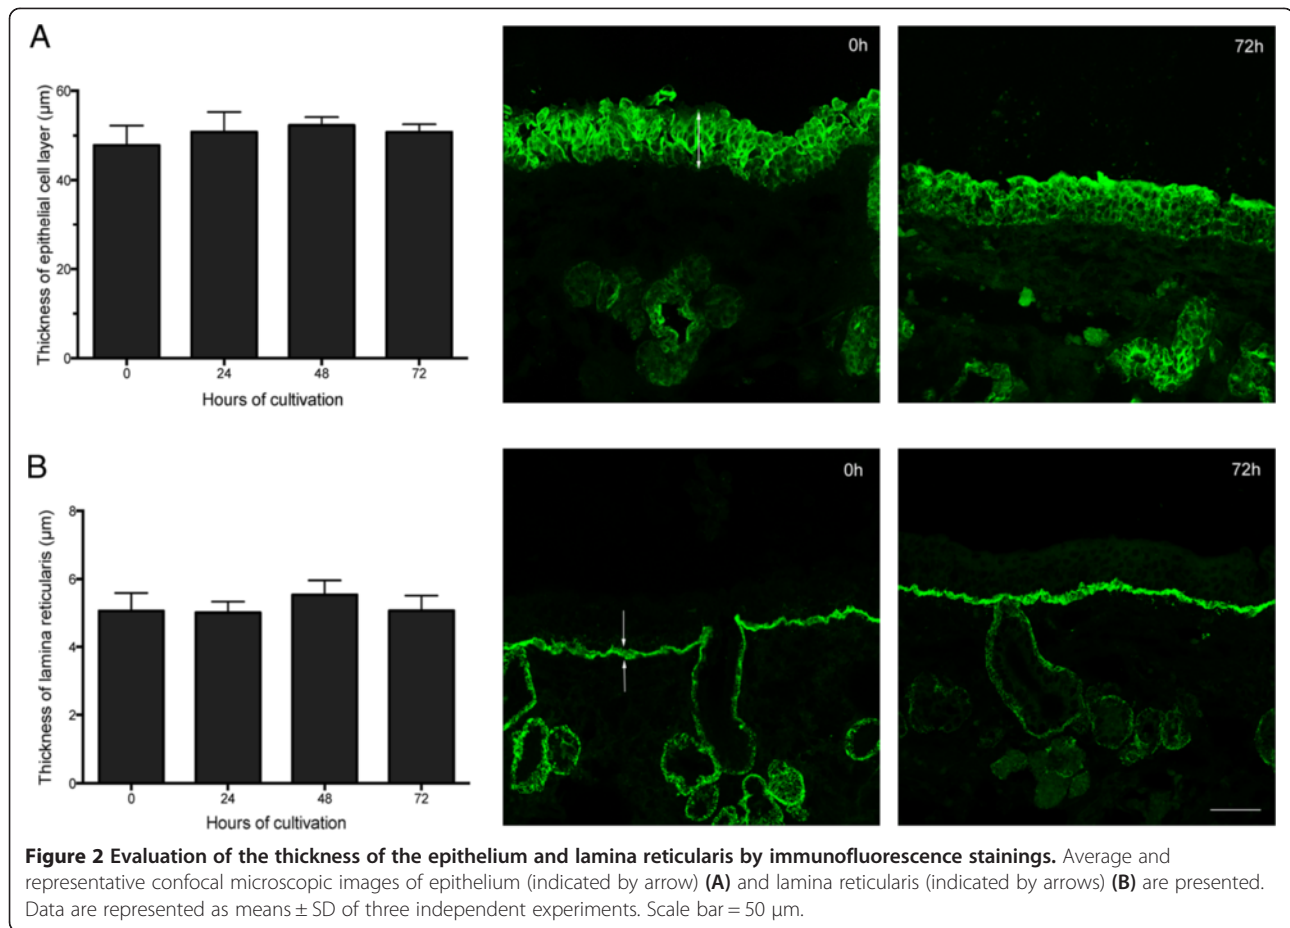 A
Thickness of epithelial cell layer (µm)
60
40
20
0
0 24 48 72
Hours of cultivation
0h
72h
B
Thickness of lamina reticularis (µm)
8
6
4
2
0
0 24 48 72
Hours of cultivation
0h
72h
Figure 2 Evaluation of the thickness of the epithelium and lamina reticularis by immunofluorescence stainings. Average and
representative confocal microscopic images of epithelium (indicated by arrow) (A) and lamina reticularis (indicated by arrows) (B) are presented.
Data are represented as means ± SD of three independent experiments. Scale bar = 50 µm.